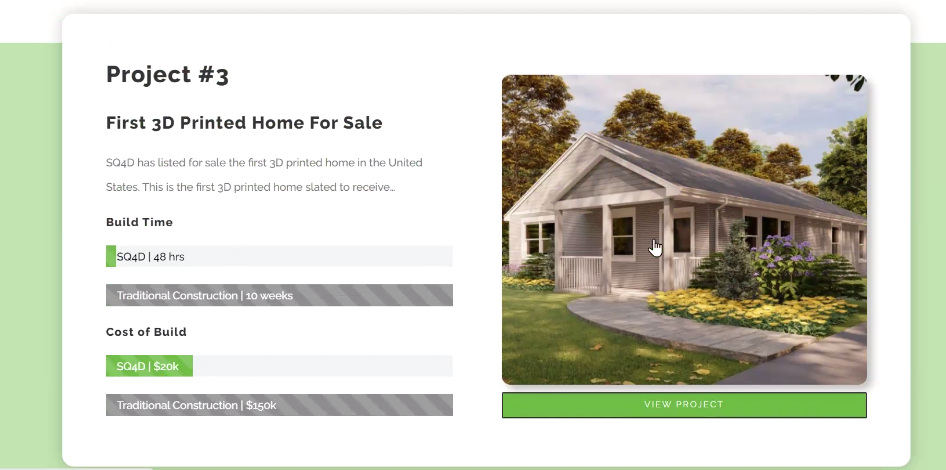 Project #3
First 3D Printed Home For Sale
SQ4D has listed for sale the first 3D printed home in the United
States. This is the first 3D printed home slated to receive...
Build Time
SQ4D | 48 hrs
Traditional Construction | 10 weeks
Cost of Build
SQ4D | $20k
Traditional Construction | $150k
VIEW PROJECT